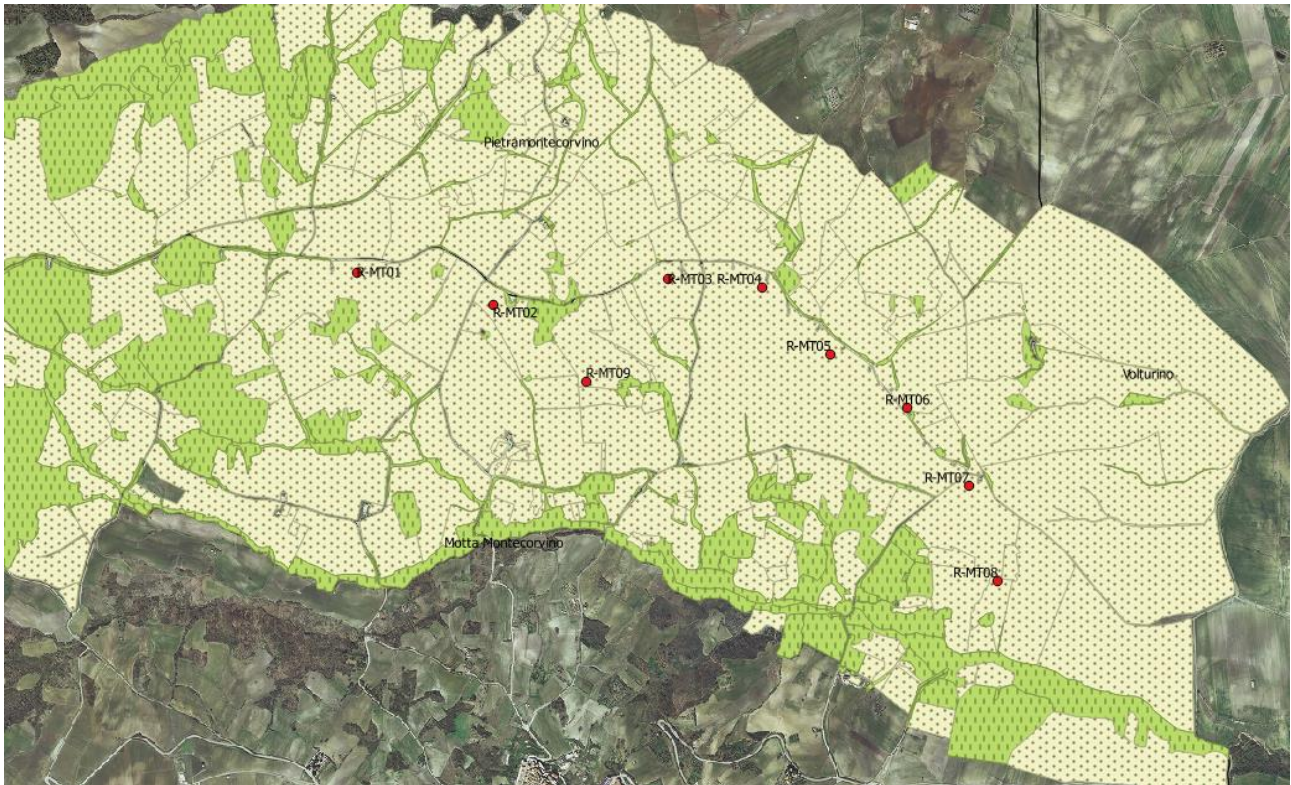 Pietramontecorvino
R-MT01
R-MT03
R-MT04
R-MT02
R-MT05
R-MT09
Volturino
R-MT06
R-MT07
Motta Montecorvino
R-MT08